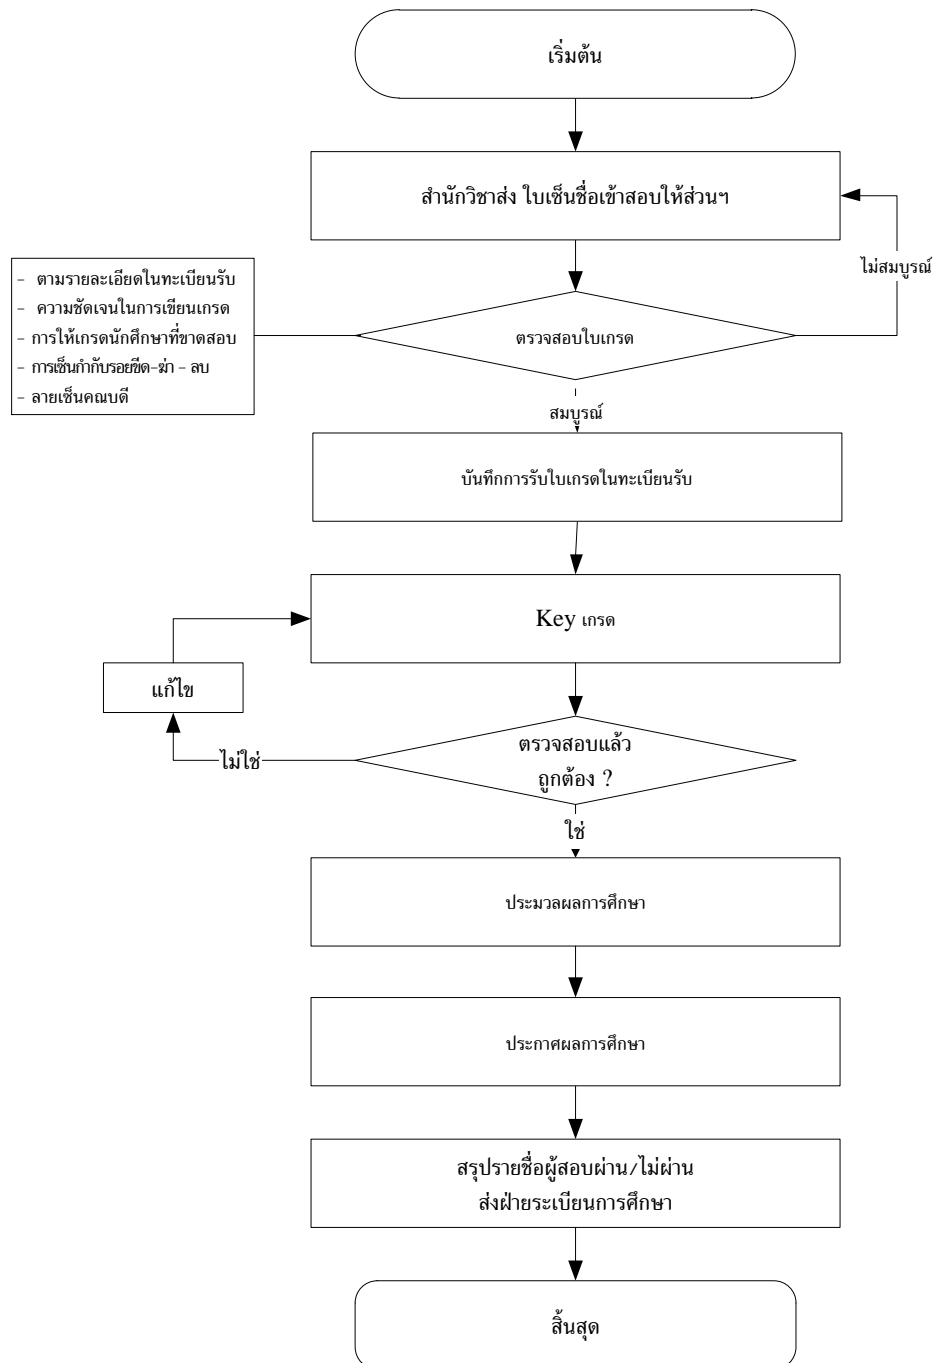 เริ่มต้น
สำนักวิชาส่ง ใบเซ็นชื่อเข้าสอบให้ส่วนฯ
ไม่สมบูรณ์
- ตามรายละเอียดในทะเบียนรับ
- ความชัดเจนในการเขียนเกรด
- การให้เกรดนักศึกษาที่ขาดสอบ
- การเซ็นกำกับรอยขีด-ฆ่า - ลบ
- ลายเซ็นคณบดี
ตรวจสอบใบเกรด
สมบูรณ์
บันทึกการรับใบเกรดในทะเบียนรับ
Key เกรด
แก้ไข
ตรวจสอบแล้ว
ถูกต้อง ?
ไม่ใช่
ใช่
ประมวลผลการศึกษา
ประกาศผลการศึกษา
สรุปรายชื่อผู้สอบผ่าน/ไม่ผ่าน
ส่งฝ่ายระเบียนการศึกษา
สิ้นสุด